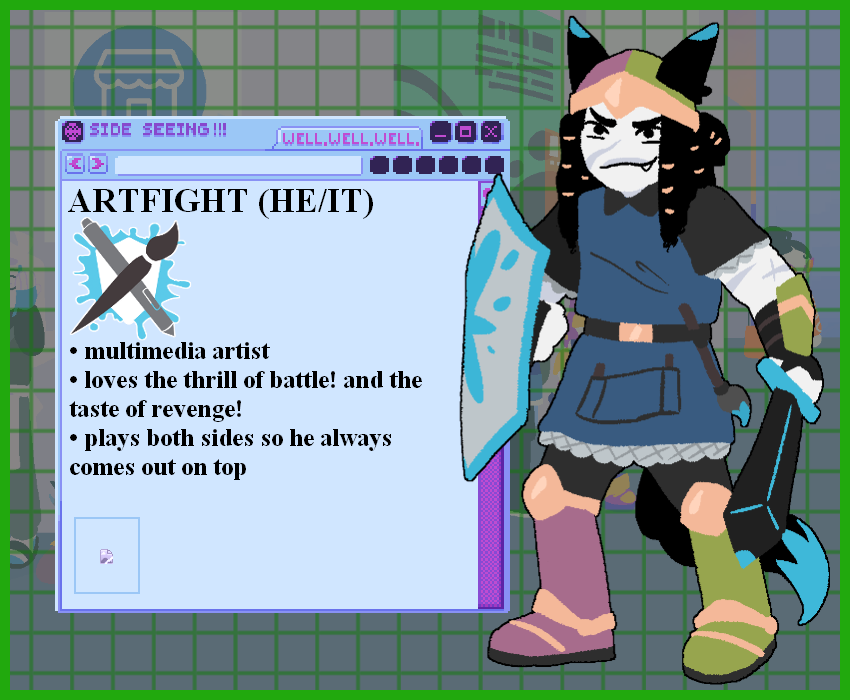 SIDE SEEING!!!
WELL.WELL.WELL.
ARTFIGHT (HE/IT)
• multimedia artist
• loves the thrill of battle! and the
taste of revenge!
• plays both sides so he always
comes out on top